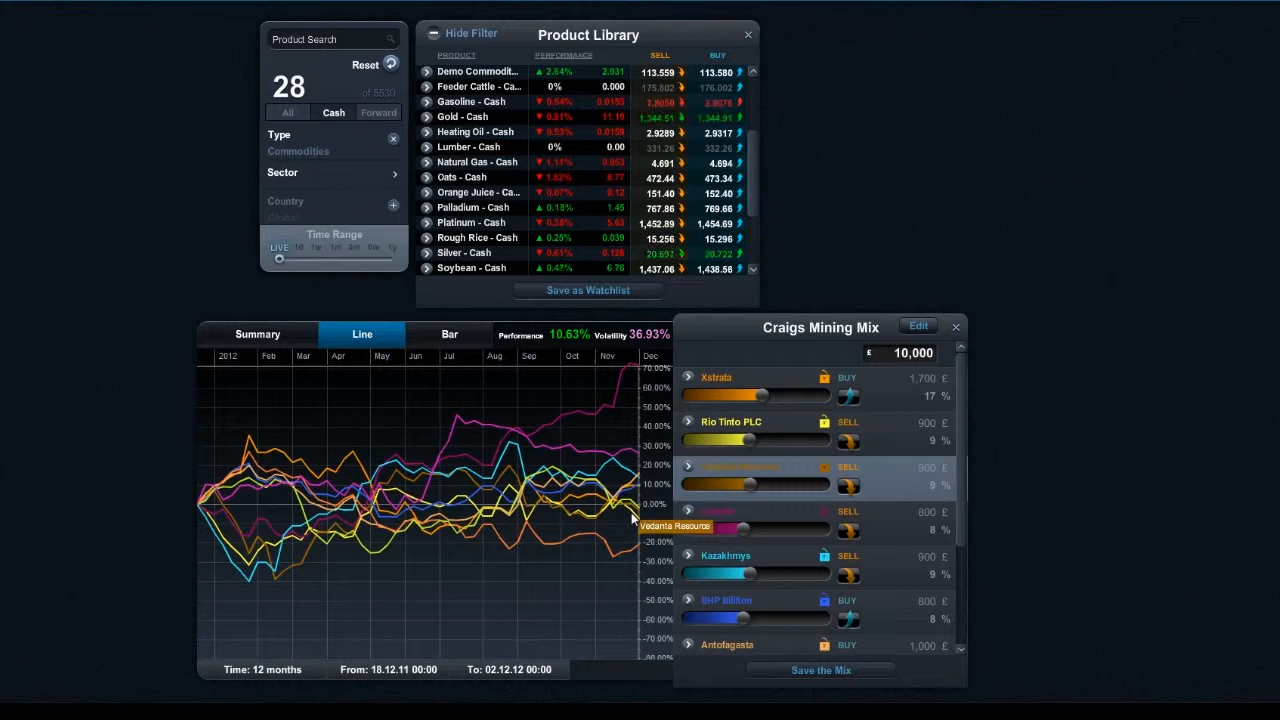 Product Search
Reset
28 of 5530
All Cash Forward
Type
Commodities
Sector
Country
Global
Time Range
LIVE 1d 1w 1m 3m 6m 1y
Hide Filter Product Library
PRODUCT PERFORMANCE SELL BUY
Demo Commodit... 2.64% 2.931 113.559 113.580
Feeder Cattle - Ca... 0% 0.000 175.802 176.002
Gasoline - Cash 0.54% 0.0153
Gold - Cash 0.81% 11.15 1,344.51 1,344.91
Heating Oil - Cash 0.53% 0.0159 2.9289 2.9317
Lumber - Cash 0% 0.00 331.26 332.26
Natural Gas - Cash 1.11% 0.053 4.691 4.694
Oats - Cash 1.82% 8.77 472.44 473.34
Orange Juice - Ca... 0.07% 0.12 151.40 152.40
Palladium - Cash 0.18% 1.45 767.86 769.66
Platinum - Cash 0.38% 5.63 1,452.89 1,454.69
Rough Rice - Cash 0.25% 0.039 15.256 15.296
Silver - Cash 0.61% 0.128 20.722
Soybean - Cash 0.47% 6.76 1,437.06 1,438.56
Save as Watchlist
Summary Line Bar Performance 10.63% Volatility 36.93%
2012 Feb Mar Apr May Jun Jul Aug Sep Oct Nov Dec
70.00%
60.00%
50.00%
40.00%
30.00%
20.00%
10.00%
0.00%
Vedanta Resource
-20.00%
-30.00%
-40.00%
-50.00%
-60.00%
-70.00%
-80.00%
Time: 12 months From: 18.12.11 00:00 To: 02.12.12 00:00
Craigs Mining Mix Edit
£ 10,000
Xstrata BUY 1,700 £
17 %
Rio Tinto PLC SELL 900 £
9 %
SELL 900 £
9 %
SELL 800 £
8 %
Kazakhmys SELL 900 £
9 %
BHP Billiton BUY 800 £
8 %
Antofagasta BUY 1,000 £
Save the Mix